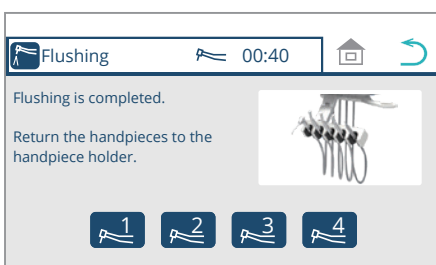 Flushing 00:40
Flushing is completed.
Return the handpieces to the
handpiece holder.
1 2 3 4